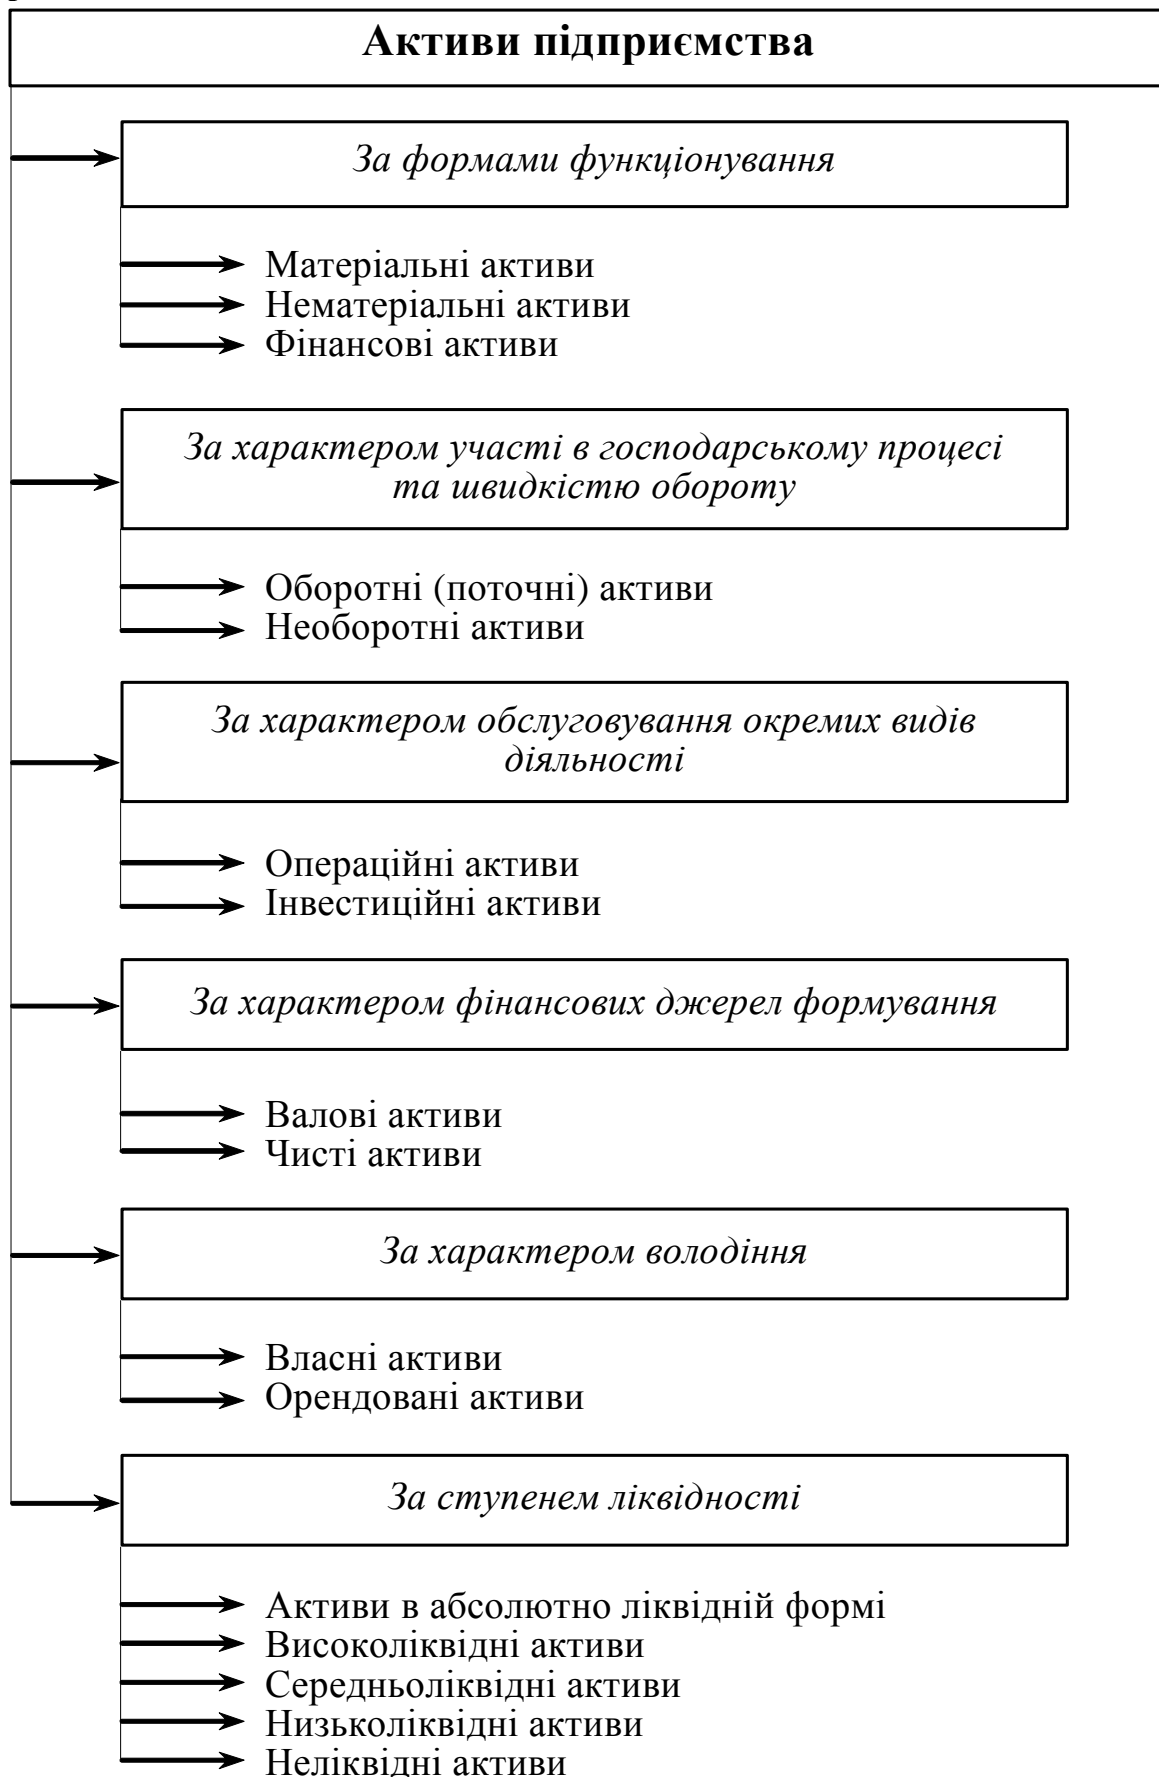 Активи підприємства
За формами функціонування
Матеріальні активи
Нематеріальні активи
Фінансові активи
За характером участі в господарському процесі
та швидкістю обороту
Оборотні (поточні) активи
Необоротні активи
За характером обслуговування окремих видів
діяльності
Операційні активи
Інвестиційні активи
За характером фінансових джерел формування
Валові активи
Чисті активи
За характером володіння
Власні активи
Орендовані активи
За ступенем ліквідності
Активи в абсолютно ліквідній формі
Високоліквідні активи
Середньоліквідні активи
Низьколіквідні активи
Неліквідні активи